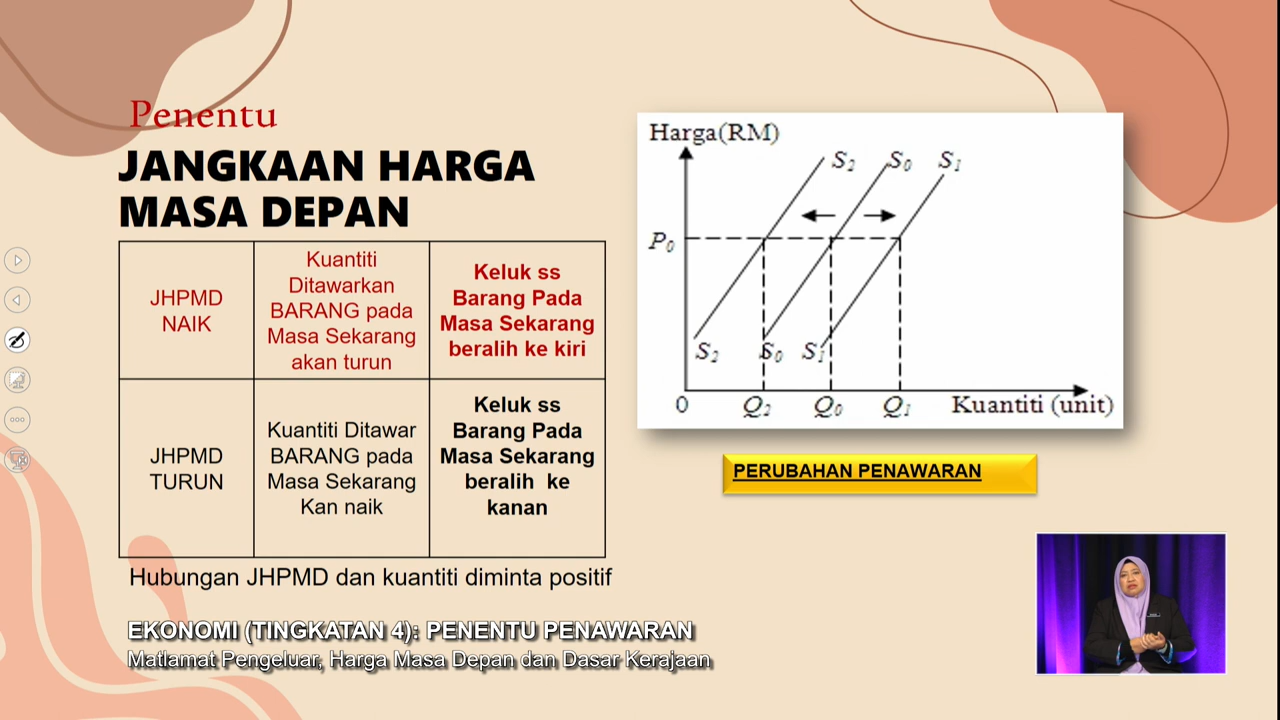 Penentu
JANGKAAN HARGA
MASA DEPAN
JHPMD
NAIK
Kuantiti
Ditawarkan
BARANG pada
Masa Sekarang
akan turun
Keluk ss
Barang Pada
Masa Sekarang
beralih ke kiri
JHPMD
TURUN
Kuantiti Ditawar
BARANG pada
Masa Sekarang
Kan naik
Keluk ss
Barang Pada
Masa Sekarang
beralih ke
kanan
Hubungan JHPMD dan kuantiti diminta positif
Harga(RM)
S2 S0 S1
P0
S2 S0 S1
0 Q2 Q0 Q1 Kuantiti (unit)
PERUBAHAN PENAWARAN
EKONOMI (TINGKATAN 4): PENENTU PENAWARAN
Matlamat Pengeluar, Harga Masa Depan dan Dasar Kerajaan